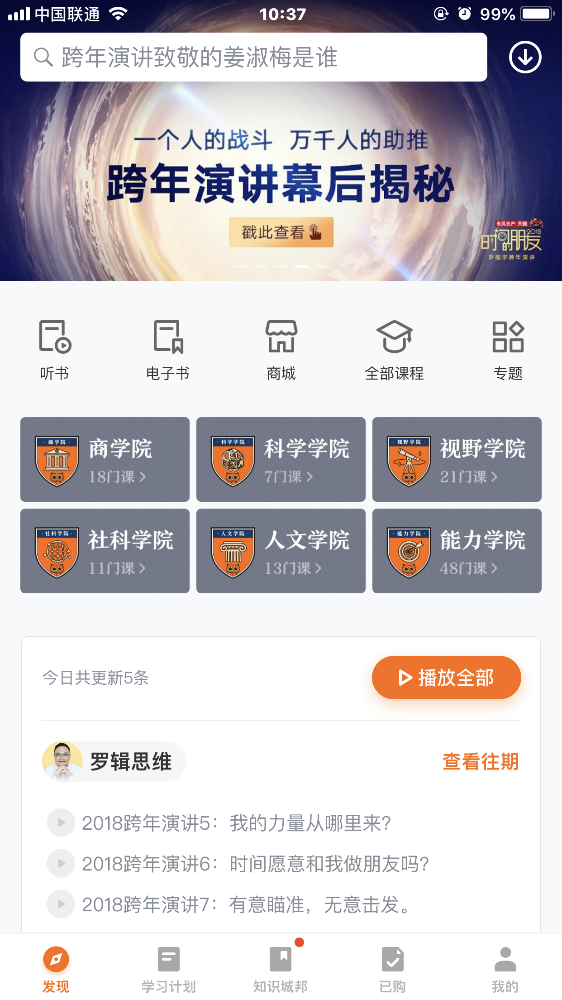 中国联通 10:37 99%
跨年演讲致敬的姜淑梅是谁
一个人的战斗 万千人的助推
跨年演讲幕后揭秘
戳此查看
东风日产 天籁
2018
时间的朋友
罗振宇跨年演讲
听书 电子书 商城 全部课程 专题
·商学院· 商学院
18门课
·科学学院· 科学学院
7门课
·视野学院· 视野学院
21门课
·社科学院· 社科学院
11门课
·人文学院· 人文学院
13门课
·能力学院· 能力学院
48门课
今日共更新5条 播放全部
罗辑思维 查看往期
2018跨年演讲5：我的力量从哪里来?
2018跨年演讲6：时间愿意和我做朋友吗?
2018跨年演讲7：有意瞄准，无意击发。
发现 学习计划 知识城邦 已购 我的